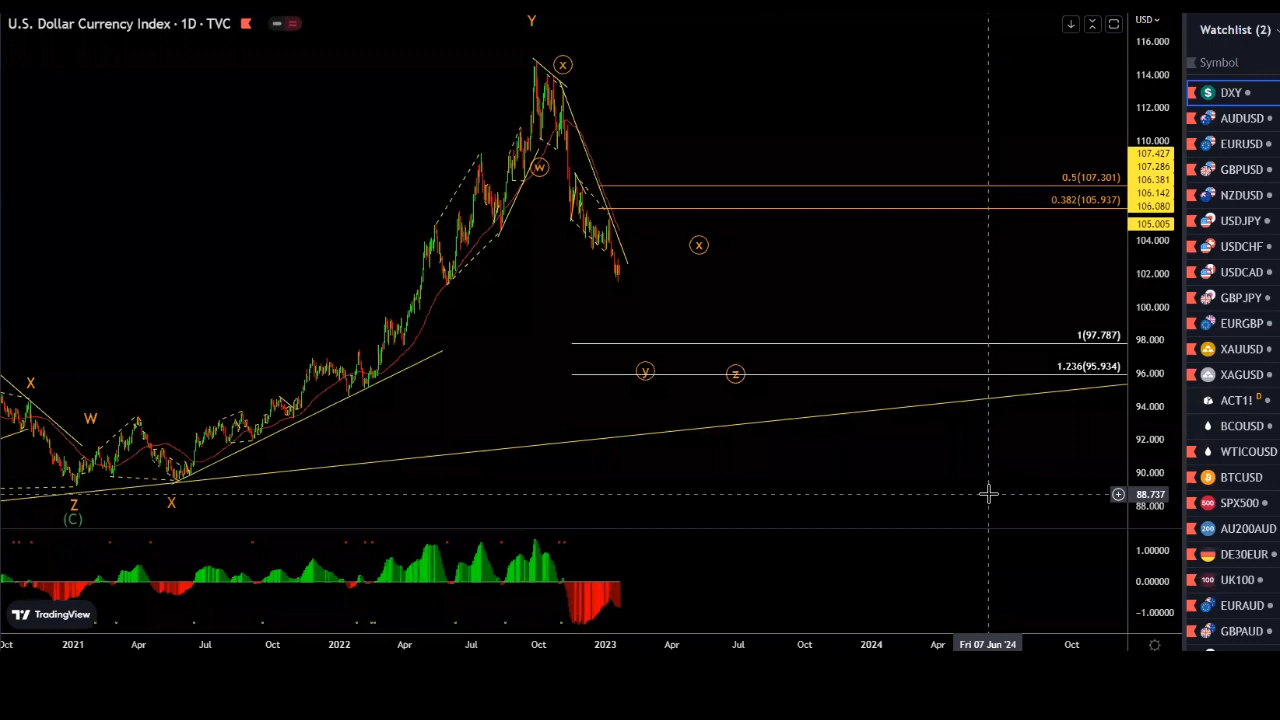 U.S. Dollar Currency Index · 1D · TVC
Y
x
w
X
W
Z
(C)
X
x
y
z
0.5(107.301)
0.382(105.937)
1(97.787)
1.236(95.934)
USD
116.000
114.000
112.000
110.000
107.427
107.286
106.381
106.142
106.080
105.005
104.000
102.000
100.000
98.000
96.000
94.000
92.000
90.000
88.737
88.000
1.00000
0.00000
−1.00000
TradingView
Oct 2021 Apr Jul Oct 2022 Apr Jul Oct 2023 Apr Jul Oct 2024 Apr Fri 07 Jun '24 Oct
Watchlist (2)
Symbol
DXY
AUDUSD
EURUSD
GBPUSD
NZDUSD
USDJPY
USDCHF
USDCAD
GBPJPY
EURGBP
XAUUSD
XAGUSD
ACT1! D
BCOUSD
WTICOUSD
BTCUSD
500 SPX500
200 AU200AUD
DE30EUR
100 UK100
EURAUD
GBPAUD